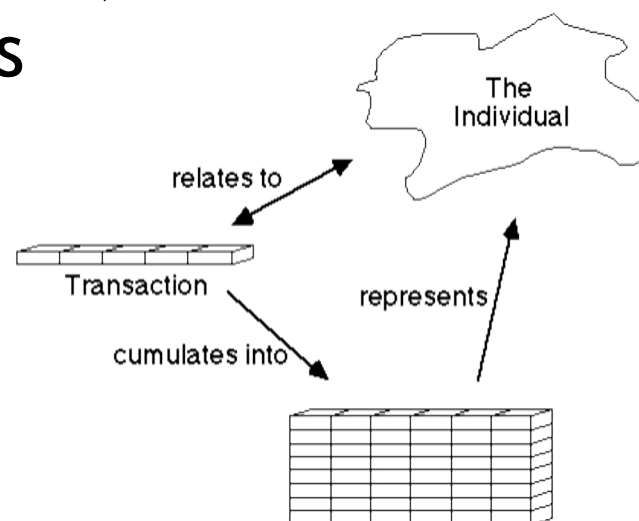 s
The
Individual
relates to
Transaction
represents
cumulates into